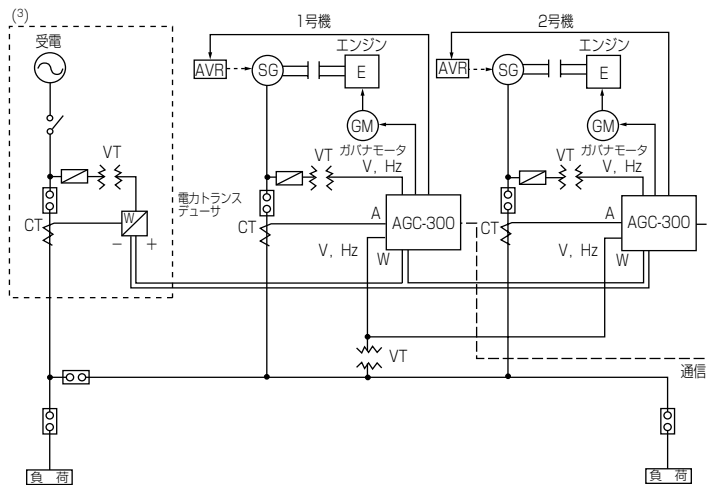 (3)
受電
VT
電力トランス
デューサ
CT
W
− +
1号機
AVR
SG
エンジン
E
GM
ガバナモータ
VT
V, Hz
CT
A
AGC-300
V, Hz
W
VT
2号機
AVR
SG
エンジン
E
GM
ガバナモータ
VT
V, Hz
CT
A
AGC-300
V, Hz
W
通信
負 荷
負 荷